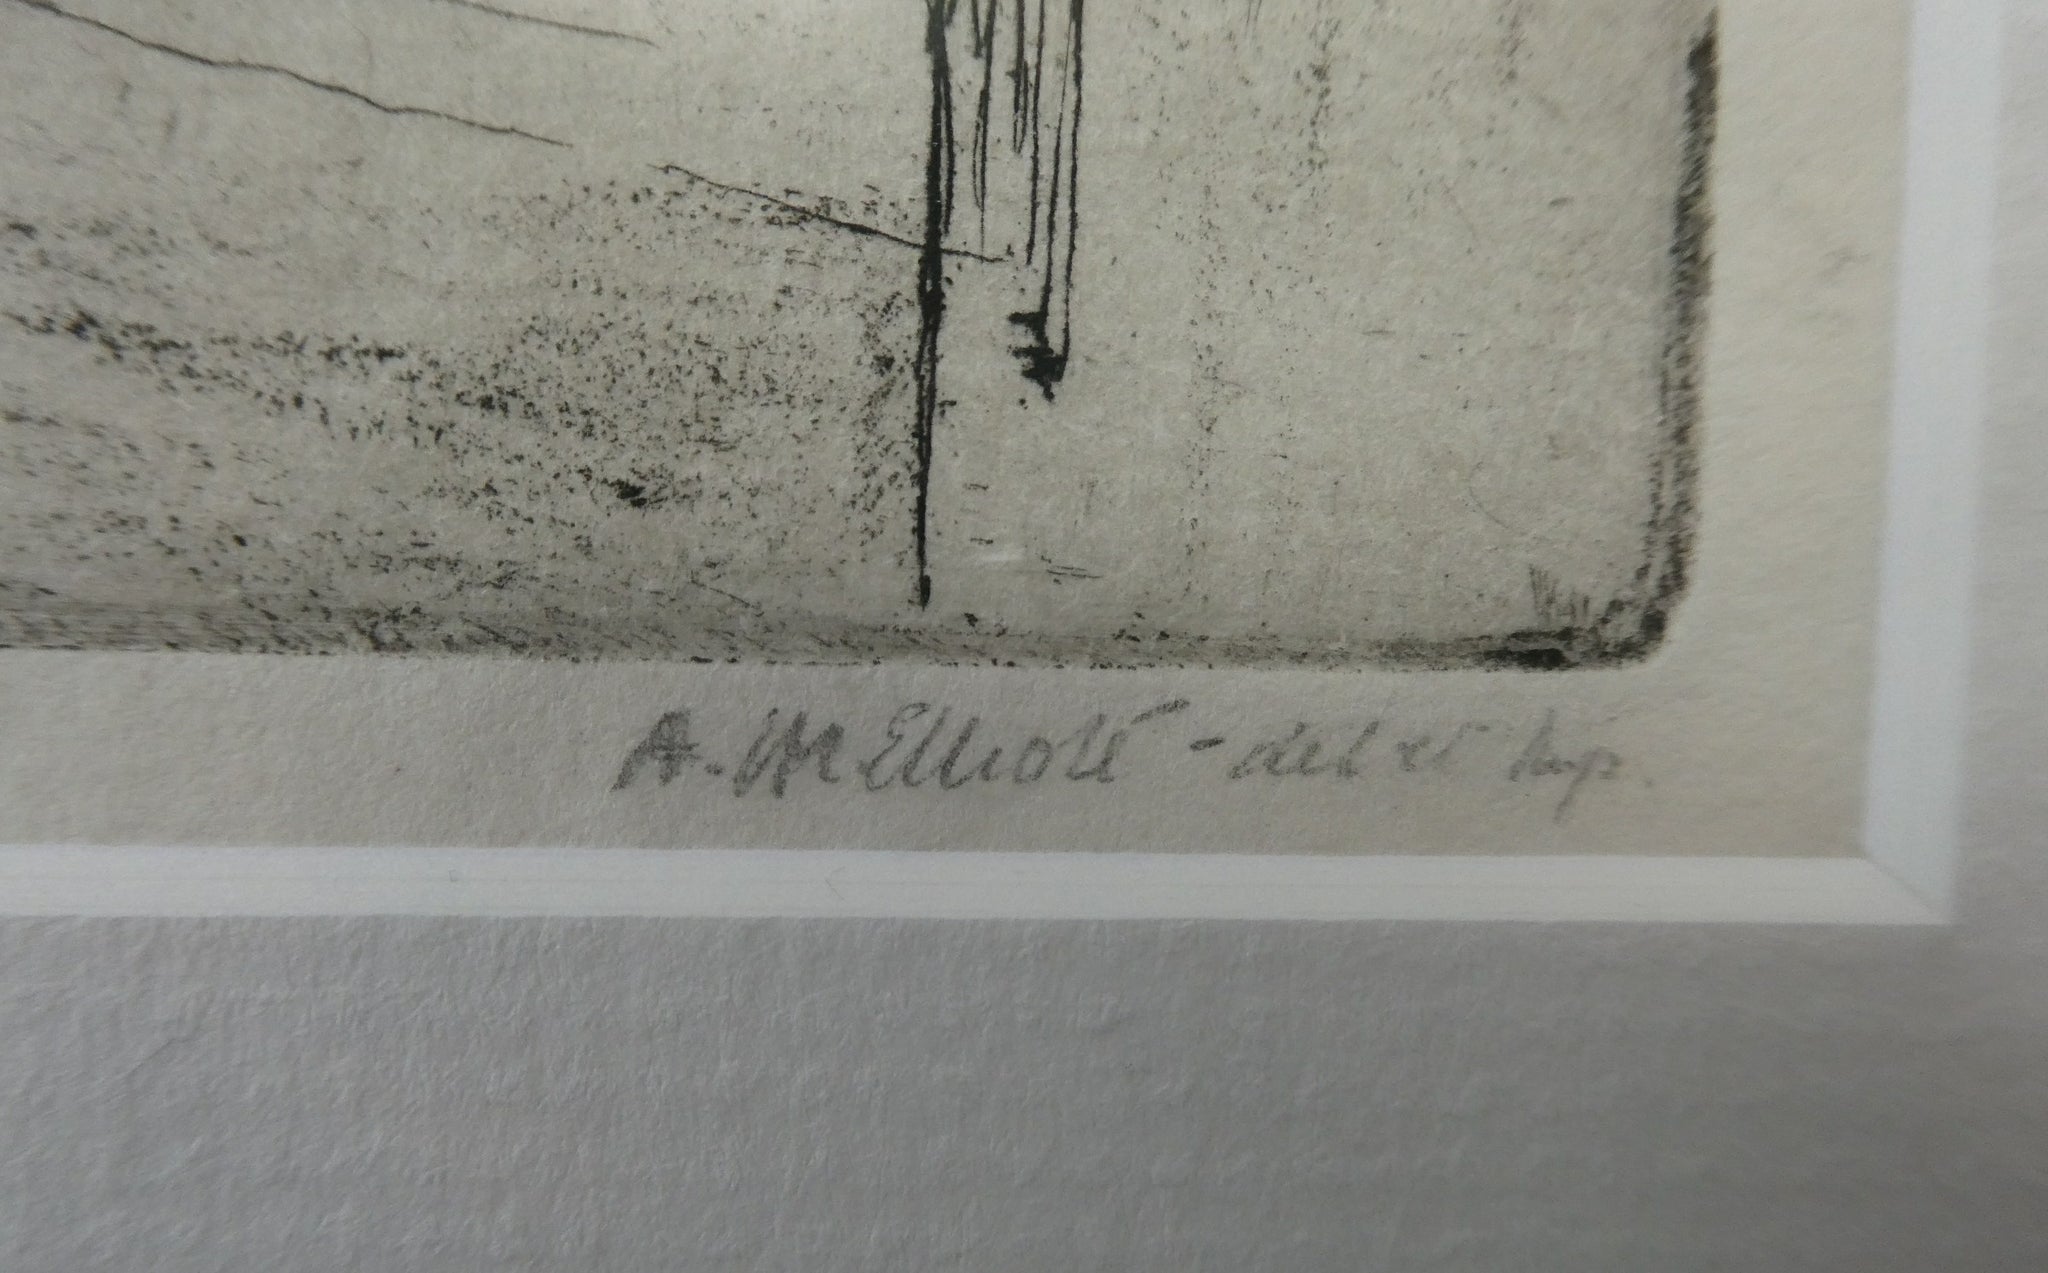 A. M Elliott - del et imp.